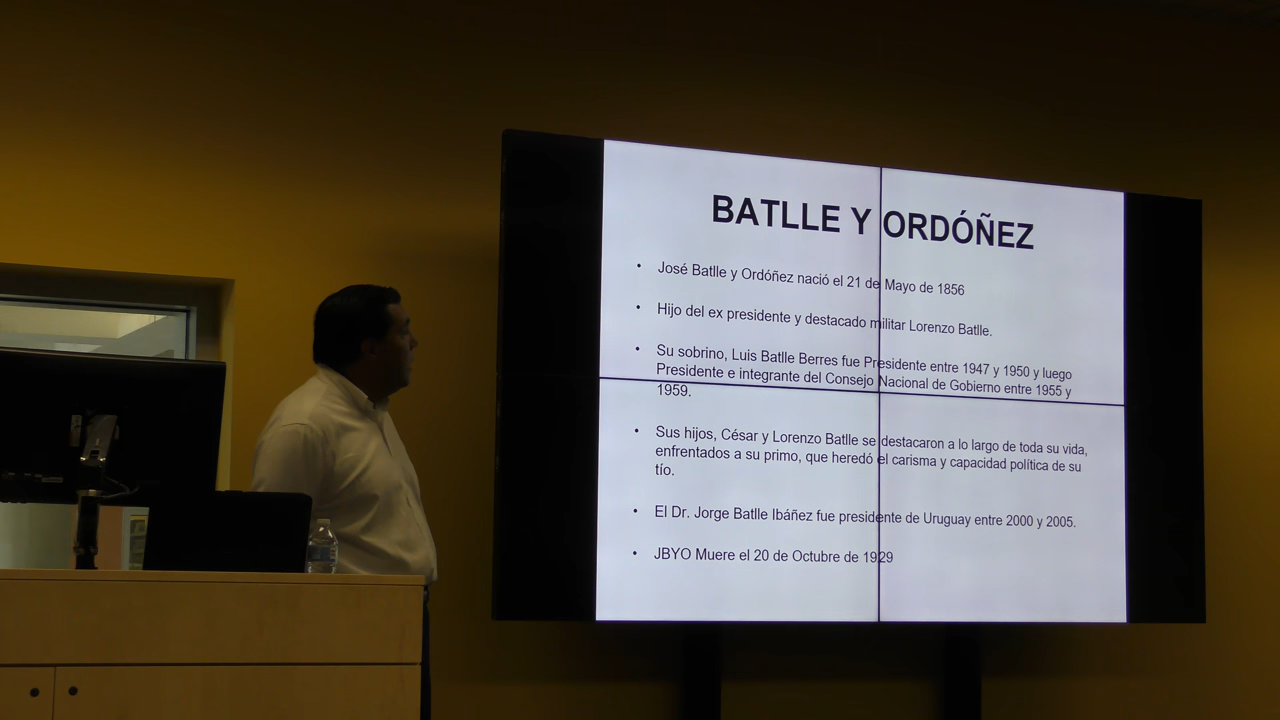 BATLLE Y ORDÓÑEZ
• José Batlle y Ordóñez nació el 21 de Mayo de 1856
• Hijo del ex presidente y destacado militar Lorenzo Batlle.
• Su sobrino, Luis Batlle Berres fue Presidente entre 1947 y 1950 y luego
Presidente e integrante del Consejo Nacional de Gobierno entre 1955 y
1959.
• Sus hijos, César y Lorenzo Batlle se destacaron a lo largo de toda su vida,
enfrentados a su primo, que heredó el carisma y capacidad política de su
tío.
• El Dr. Jorge Batlle Ibáñez fue presidente de Uruguay entre 2000 y 2005.
• JBYO Muere el 20 de Octubre de 1929